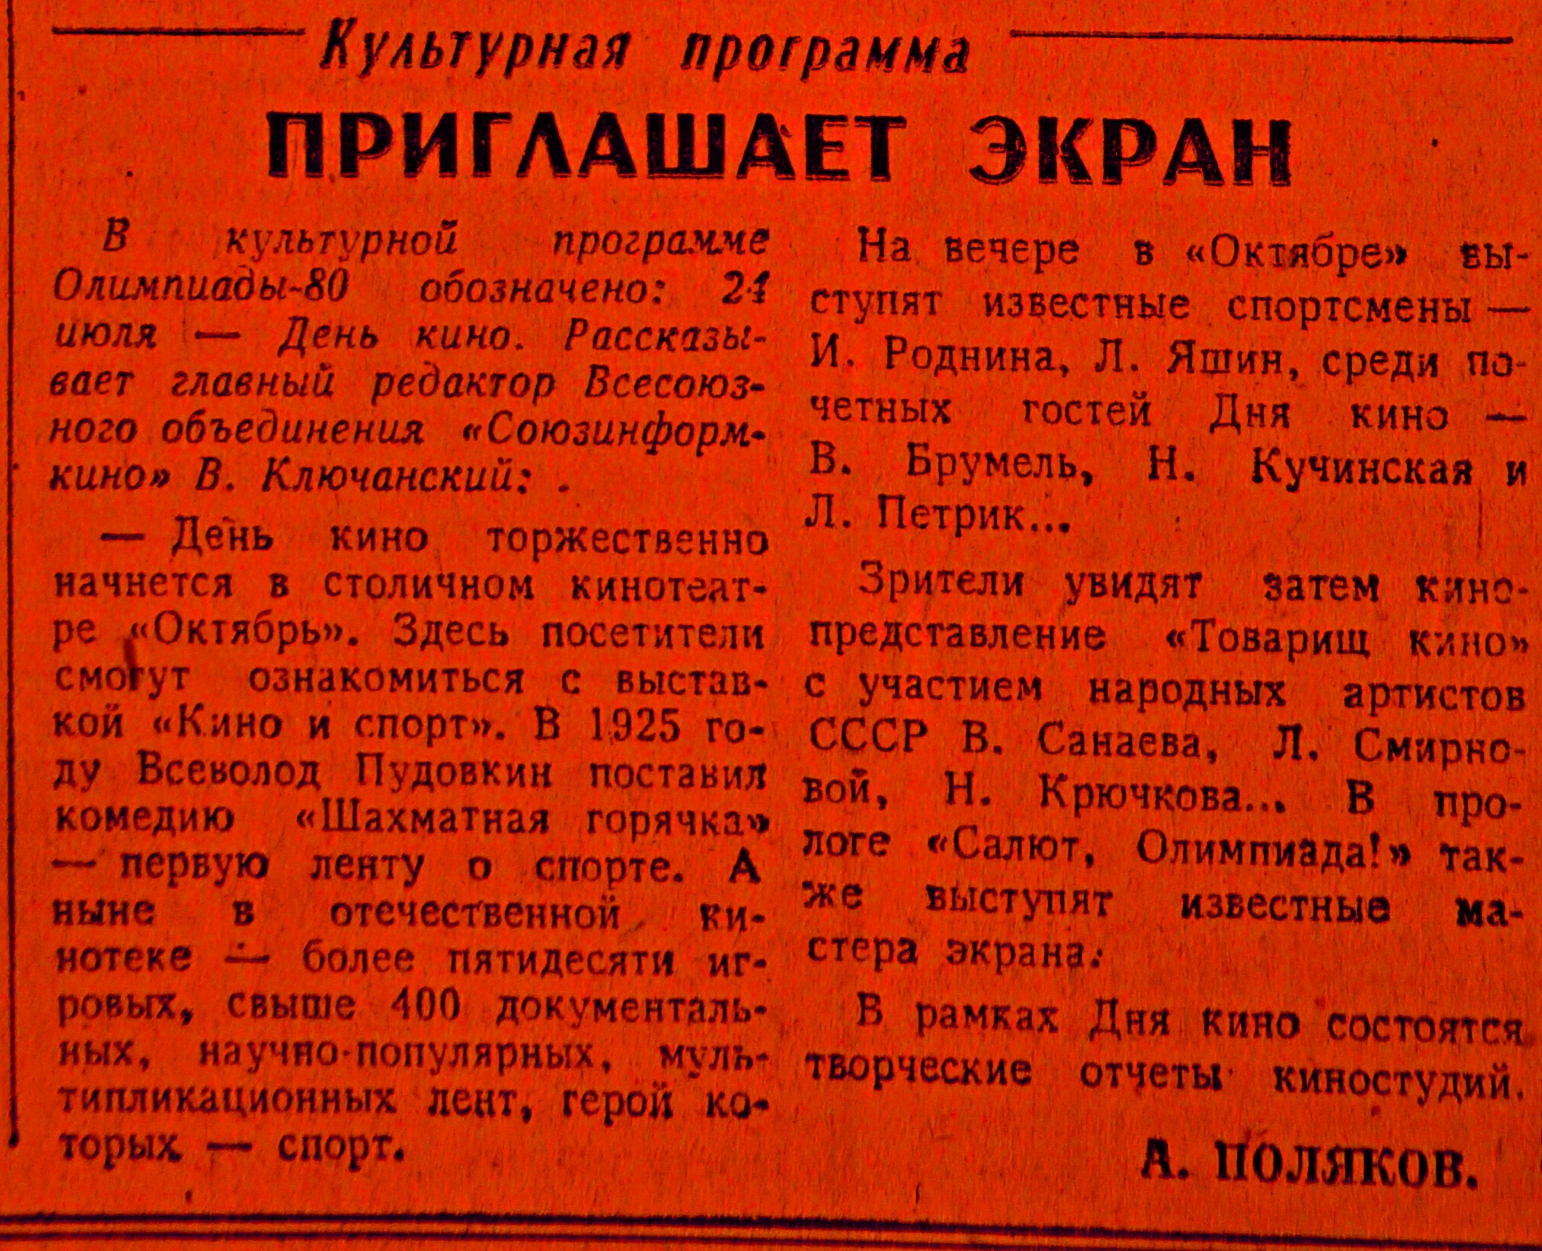 Культурная программа
ПРИГЛАШАЕТ ЭКРАН
В культурной программе
Олимпиады-80 обозначено: 24
июля — День кино. Рассказы-
вает главный редактор Всесоюз-
ного объединения «Союзинформ-
кино» В. Ключанский:
— День кино торжественно
начнется в столичном кинотеат-
ре «Октябрь». Здесь посетители
смогут ознакомиться с выстав-
кой «Кино и спорт». В 1925 го-
ду Всеволод Пудовкин поставил
комедию «Шахматная горячка»
— первую ленту о спорте. А
ныне в отечественной ки-
нотеке — более пятидесяти иг-
ровых, свыше 400 документаль-
ных, научно-популярных, муль-
типликационных лент, герой ко-
торых — спорт.
На вечере в «Октябре» вы-
ступят известные спортсмены —
И. Роднина, Л. Яшин, среди по-
четных гостей Дня кино —
В. Брумель, Н. Кучинская и
Л. Петрик...
Зрители увидят затем кино-
представление «Товарищ кино»
с участием народных артистов
СССР В. Санаева, Л. Смирно-
вой, Н. Крючкова... В про-
логе «Салют, Олимпиада!» так-
же выступят известные ма-
стера экрана.
В рамках Дня кино состоятся
творческие отчеты киностудий.
А. ПОЛЯКОВ.